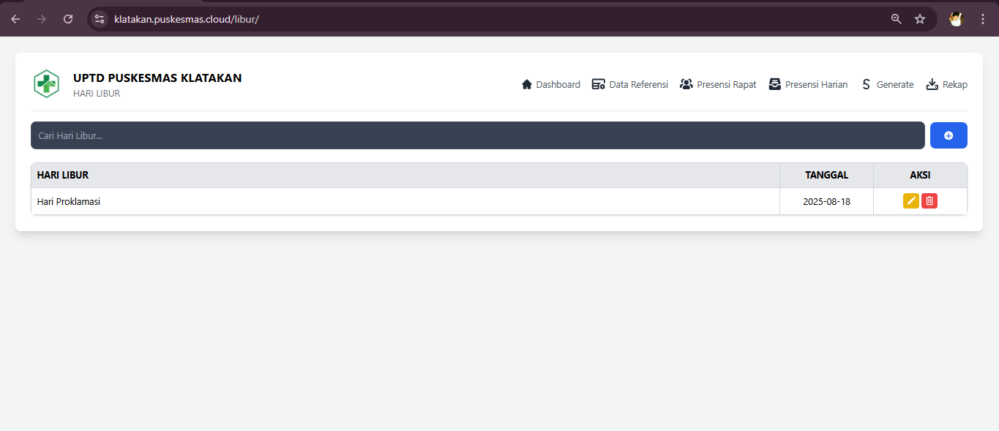 klatakan.puskesmas.cloud/libur/
UPTD PUSKESMAS KLATAKAN
HARI LIBUR
Dashboard Data Referensi Presensi Rapat Presensi Harian Generate Rekap
Cari Hari Libur...
HARI LIBUR TANGGAL AKSI
Hari Proklamasi 2025-08-18